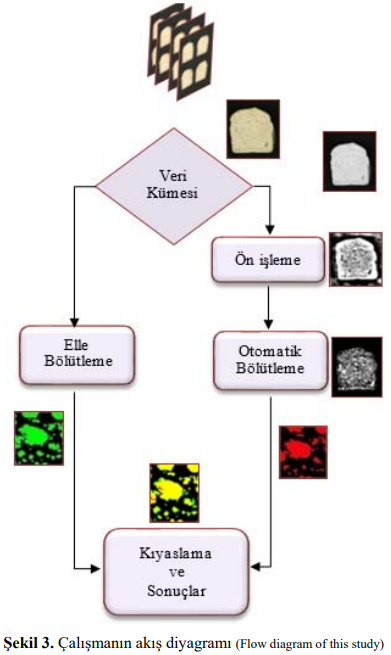 Veri
Kümesi
Ön işleme
Elle
Bölütleme
Otomatik
Bölütleme
Kıyaslama
ve
Sonuçlar
Şekil 3. Çalışmanın akış diyagramı (Flow diagram of this study)